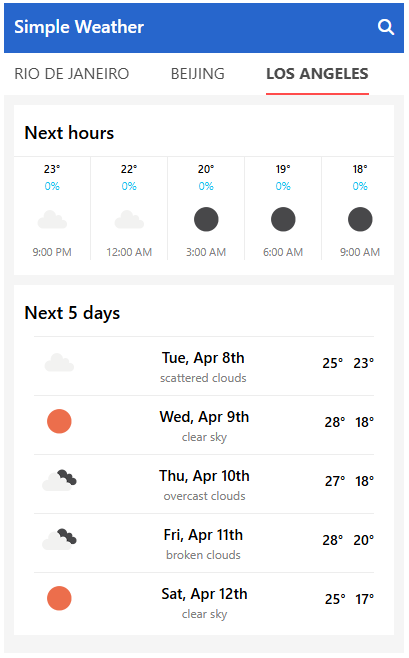 Simple Weather
RIO DE JANEIRO BEIJING LOS ANGELES
Next hours
23° 22° 20° 19° 18°
0% 0% 0% 0% 0%
9:00 PM 12:00 AM 3:00 AM 6:00 AM 9:00 AM
Next 5 days
Tue, Apr 8th 25° 23°
scattered clouds
Wed, Apr 9th 28° 18°
clear sky
Thu, Apr 10th 27° 18°
overcast clouds
Fri, Apr 11th 28° 20°
broken clouds
Sat, Apr 12th 25° 17°
clear sky